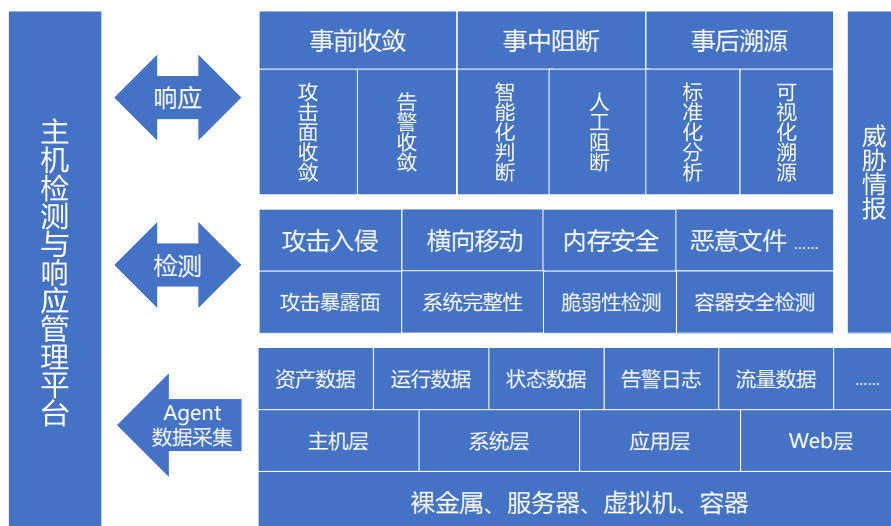 主机检测与响应管理平台
响应
事前收敛
事中阻断
事后溯源
攻击面收敛
告警收敛
智能化判断
人工阻断
标准化分析
可视化溯源
威胁情报
检测
攻击入侵
横向移动
内存安全
恶意文件 ......
攻击暴露面
系统完整性
脆弱性检测
容器安全检测
Agent
数据采集
资产数据
运行数据
状态数据
告警日志
流量数据
......
主机层
系统层
应用层
Web层
裸金属、服务器、虚拟机、容器